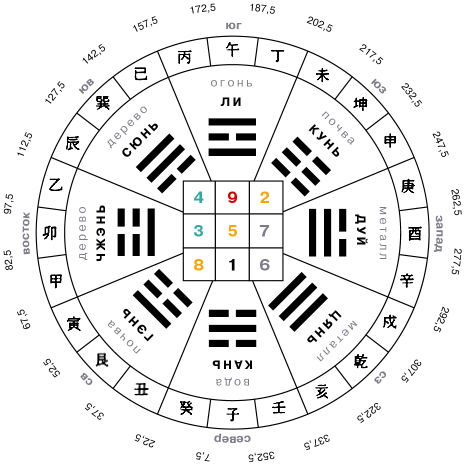 172,5
187,5
202,5
217,5
232,5
247,5
262,5
277,5
292,5
307,5
322,5
337,5
352,5
7,5
22,5
37,5
52,5
67,5
82,5
97,5
112,5
127,5
142,5
157,5
юг
юз
запад
сз
север
св
восток
юв
丙
午
丁
未
坤
申
庚
酉
辛
戌
乾
亥
壬
子
癸
丑
艮
寅
甲
卯
乙
辰
巽
巳
огонь
ЛИ
почва
КУНЬ
металл
ДУЙ
металл
ЦЯНЬ
вода
КАНЬ
почва
ГЭНЬ
дерево
ЧЖЭНЬ
дерево
СЮНЬ
4 9 2
3 5 7
8 1 6